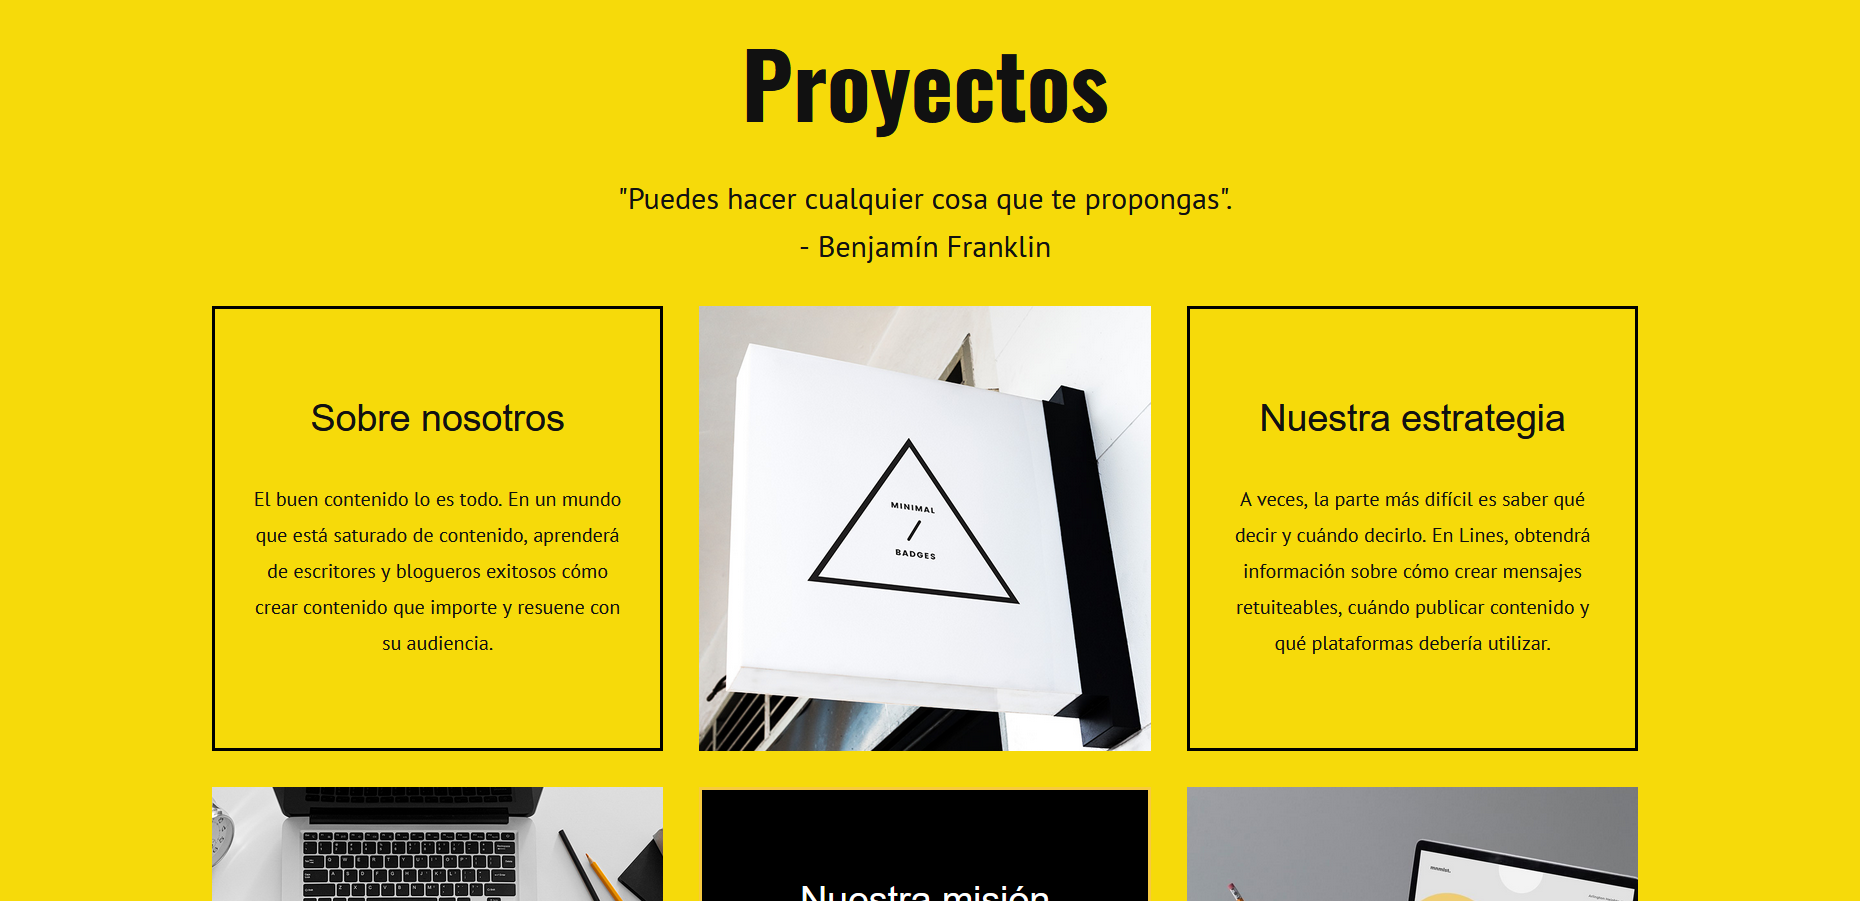 Proyectos
"Puedes hacer cualquier cosa que te propongas".
- Benjamín Franklin
Sobre nosotros
El buen contenido lo es todo. En un mundo
que está saturado de contenido, aprenderá
de escritores y blogueros exitosos cómo
crear contenido que importe y resuene con
su audiencia.
MINIMAL
/
BADGES
Nuestra estrategia
A veces, la parte más difícil es saber qué
decir y cuándo decirlo. En Lines, obtendrá
información sobre cómo crear mensajes
retuiteables, cuándo publicar contenido y
qué plataformas debería utilizar.
Nuestra misión